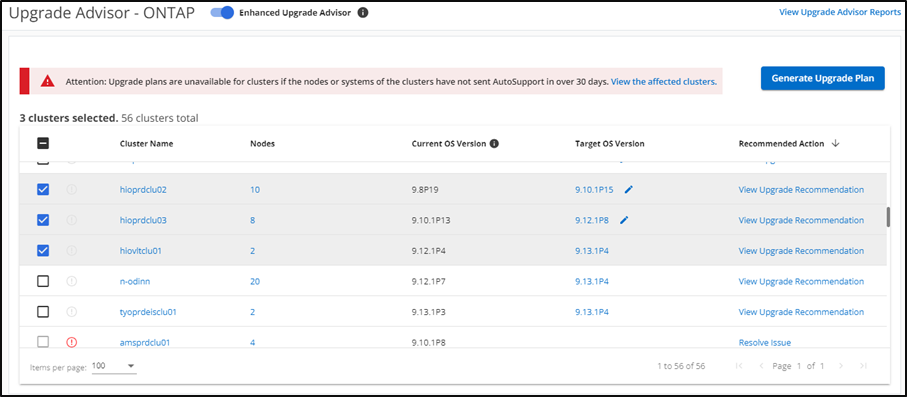 Upgrade Advisor - ONTAP Enhanced Upgrade Advisor View Upgrade Advisor Reports
Attention: Upgrade plans are unavailable for clusters if the nodes or systems of the clusters have not sent AutoSupport in over 30 days. View the affected clusters. Generate Upgrade Plan
3 clusters selected. 56 clusters total
Cluster Name Nodes Current OS Version Target OS Version Recommended Action
hioprdclu02 10 9.8P19 9.10.1P15 View Upgrade Recommendation
hioprdclu03 8 9.10.1P13 9.12.1P8 View Upgrade Recommendation
hiovltclu01 2 9.12.1P4 9.13.1P4 View Upgrade Recommendation
n-odinn 20 9.12.1P7 9.13.1P4 View Upgrade Recommendation
tyoprdeisclu01 2 9.13.1P3 9.13.1P4 View Upgrade Recommendation
amsprdclu01 4 9.10.1P8 Resolve Issue
Items per page: 100 1 to 56 of 56 Page 1 of 1